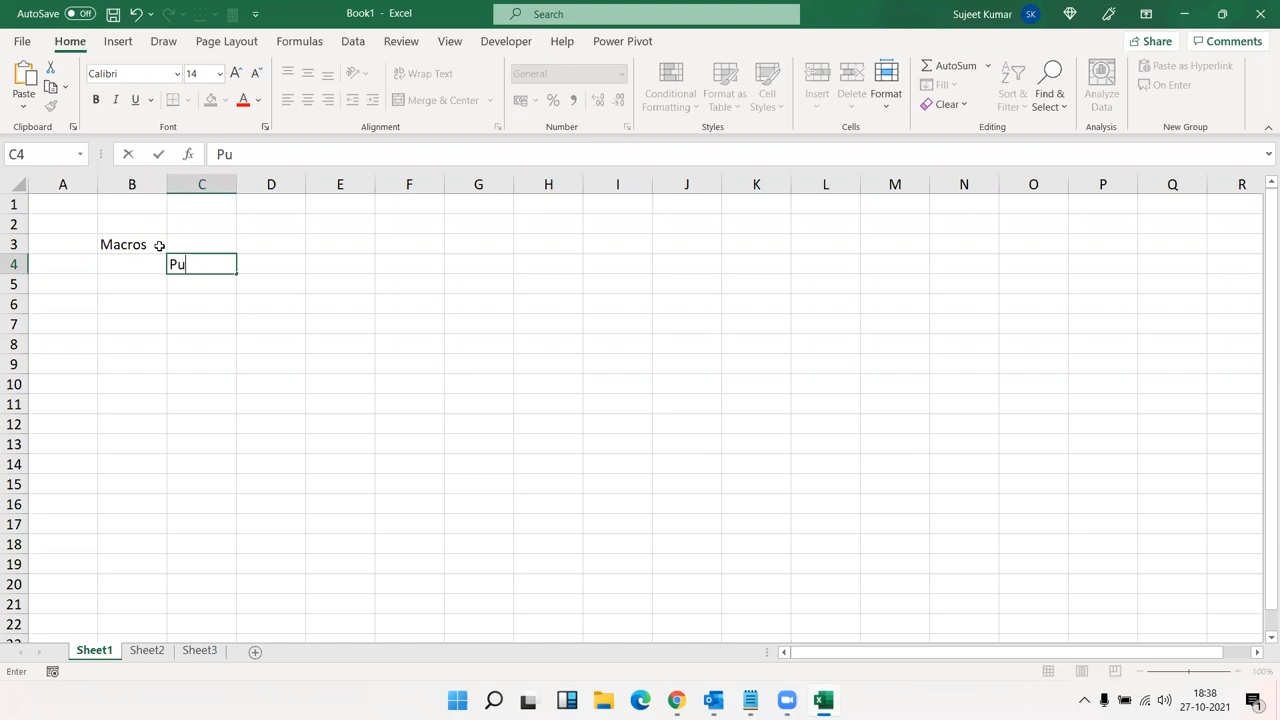 AutoSave Off Book1 - Excel Search Sujeet Kumar SK
File Home Insert Draw Page Layout Formulas Data Review View Developer Help Power Pivot Share Comments
Paste Calibri 14 Wrap Text General Conditional Formatting Format as Table Cell Styles Insert Delete Format AutoSum Sort & Filter Find & Select Analyze Data Paste as Hyperlink
B I U A Merge & Center % Fill On Enter
Clear
Clipboard Font Alignment Number Styles Cells Editing Analysis New Group
C4 fx Pu
A B C D E F G H I J K L M N O P Q R
1
2
3 Macros
4 Pu
5
6
7
8
9
10
11
12
13
14
15
16
17
18
19
20
21
22
Sheet1 Sheet2 Sheet3
Enter 100%
18:38
27-10-2021
1